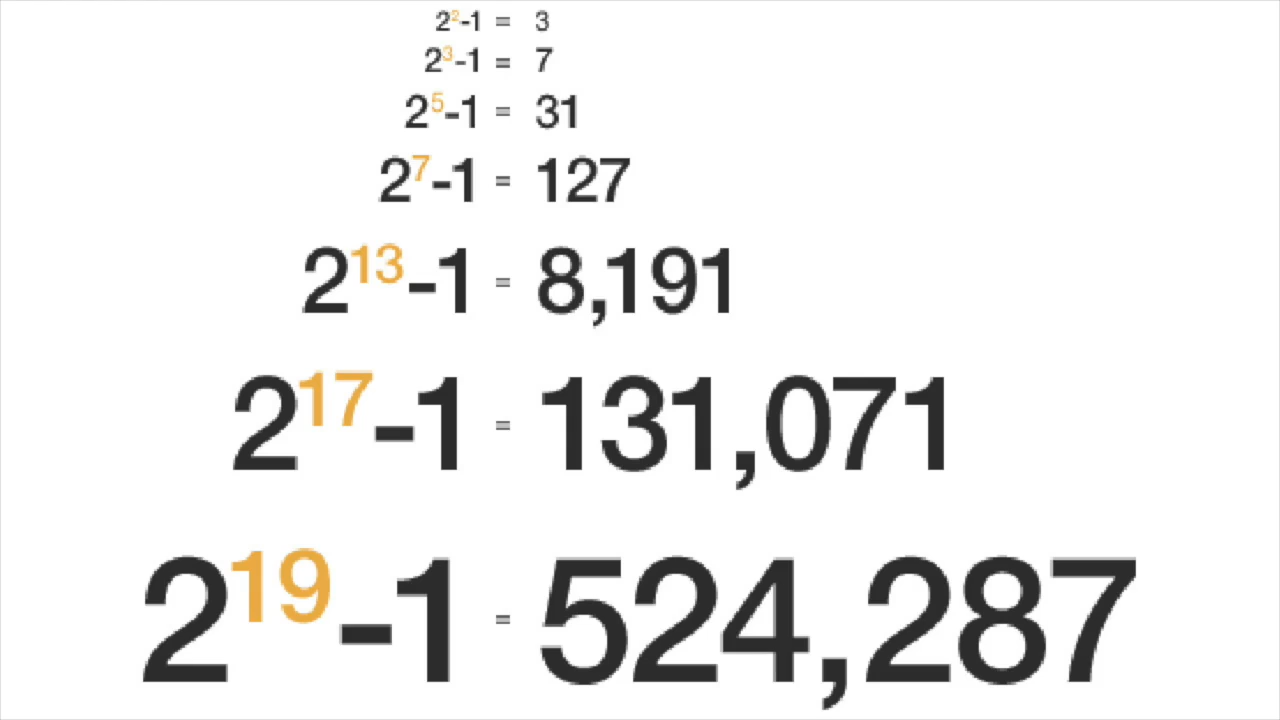 2²-1 = 3
2³-1 = 7
2⁵-1 = 31
2⁷-1 = 127
2¹³-1 = 8,191
2¹⁷-1 = 131,071
2¹⁹-1 = 524,287